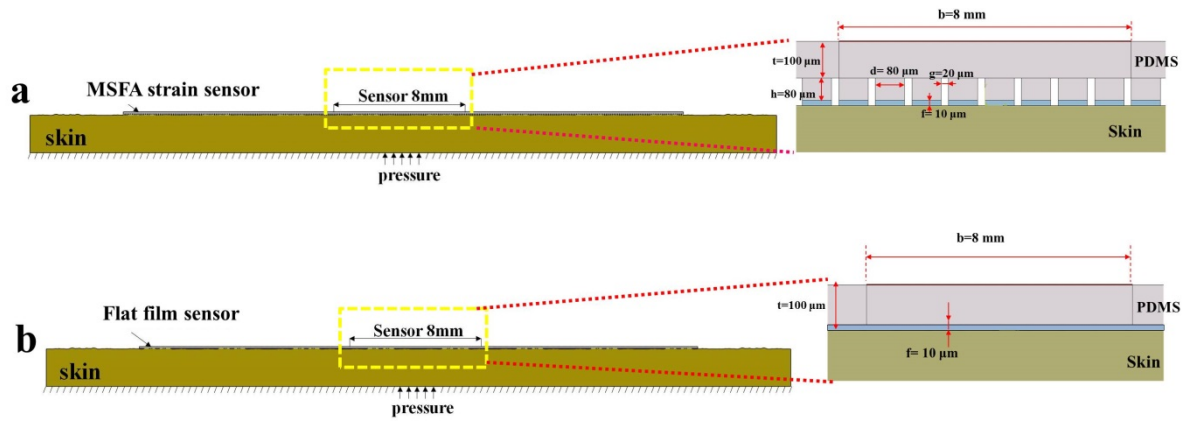 a
MSFA strain sensor
Sensor 8mm
skin
pressure
b=8 mm
t=100 μm
PDMS
d= 80 μm
g=20 μm
h=80 μm
f= 10 μm
Skin
b
Flat film sensor
Sensor 8mm
skin
pressure
b=8 mm
t=100 μm
PDMS
f= 10 μm
Skin